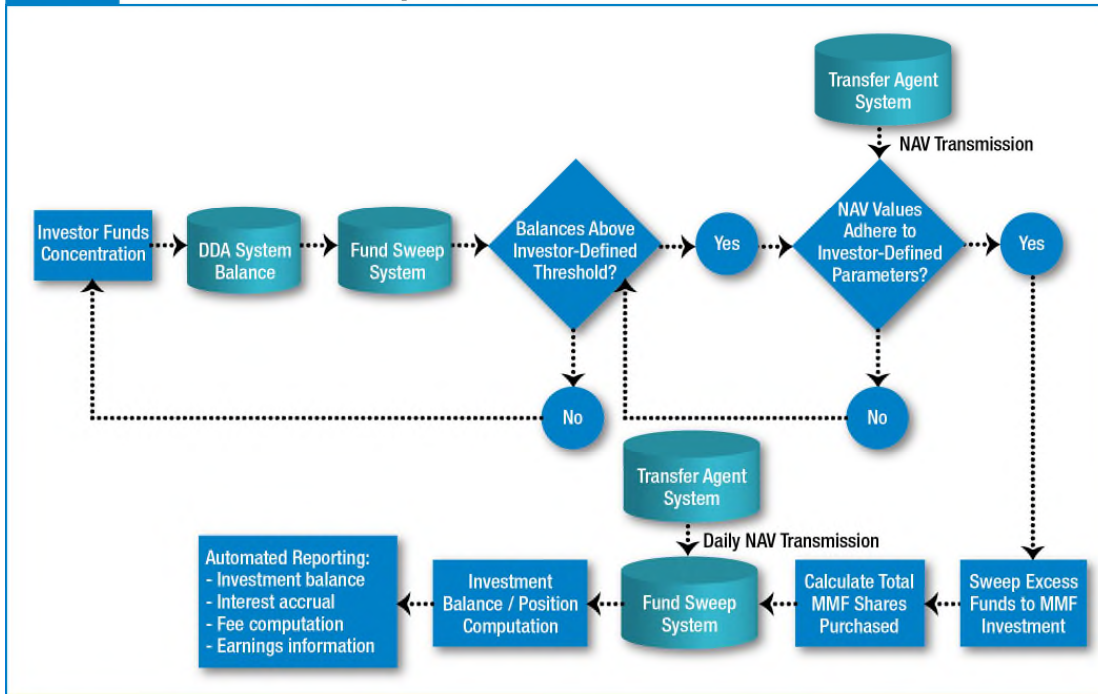 Transfer Agent
System
NAV Transmission
Investor Funds
Concentration
DDA System
Balance
Fund Sweep
System
Balances Above
Investor-Defined
Threshold?
Yes
NAV Values
Adhere to
Investor-Defined
Parameters?
Yes
No
No
Transfer Agent
System
Daily NAV Transmission
Automated Reporting:
- Investment balance
- Interest accrual
- Fee computation
- Earnings information
Investment
Balance / Position
Computation
Fund Sweep
System
Calculate Total
MMF Shares
Purchased
Sweep Excess
Funds to MMF
Investment